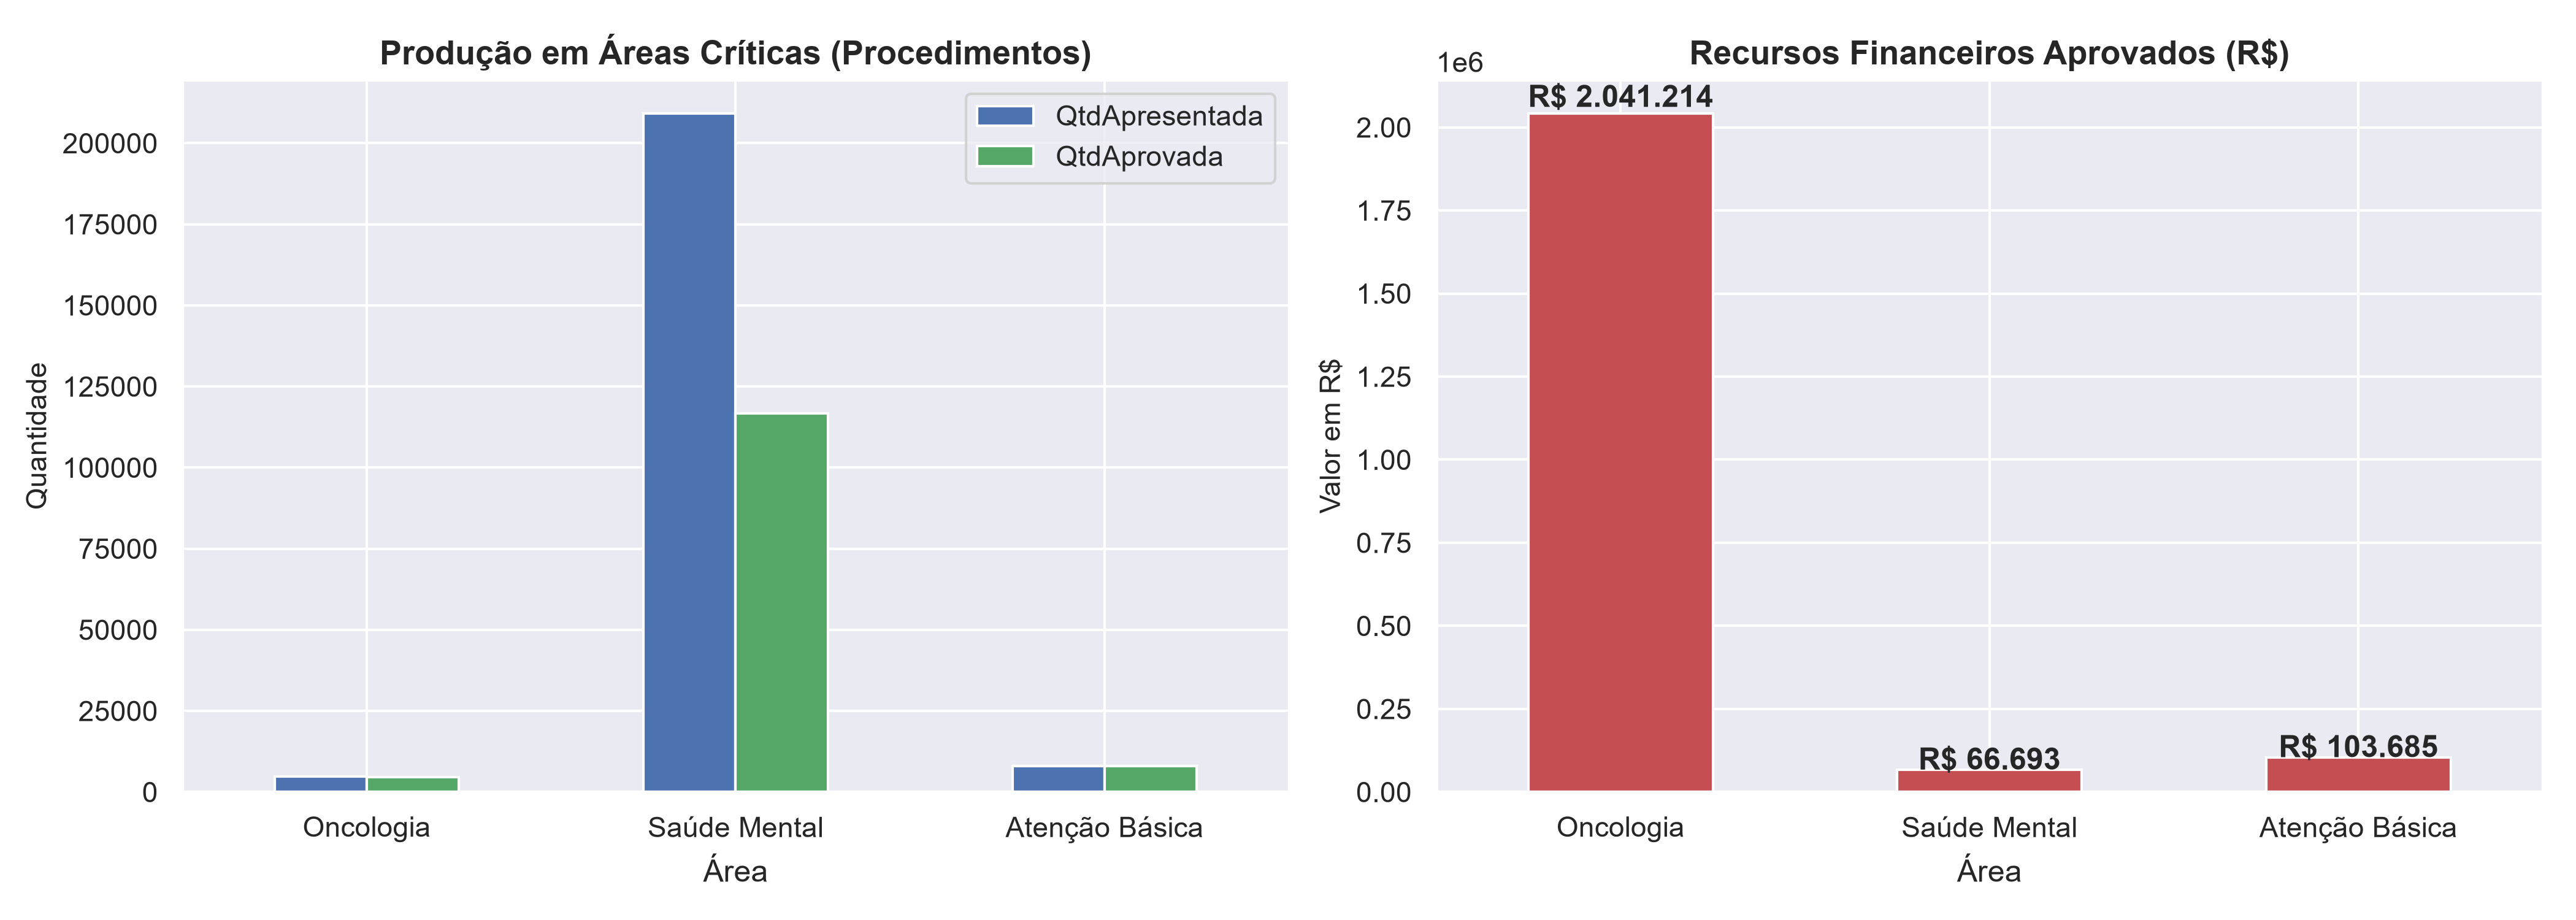 Produção em Áreas Críticas (Procedimentos)
QtdApresentada
QtdAprovada
Quantidade
200000
175000
150000
125000
100000
75000
50000
25000
0
Oncologia
Saúde Mental
Atenção Básica
Área
Recursos Financeiros Aprovados (R$)
1e6
Valor em R$
2.00
1.75
1.50
1.25
1.00
0.75
0.50
0.25
0.00
R$ 2.041.214
R$ 66.693
R$ 103.685
Oncologia
Saúde Mental
Atenção Básica
Área